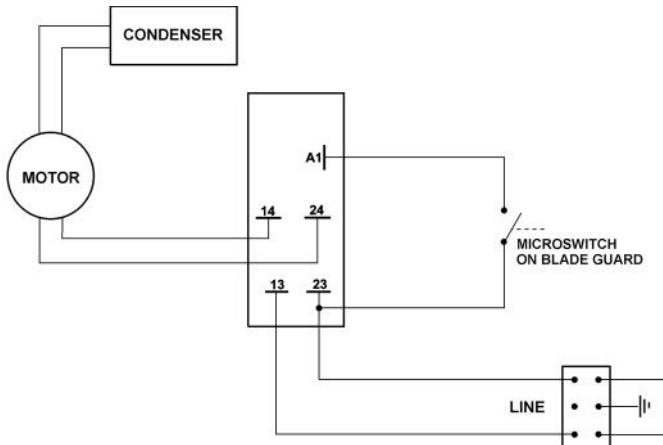 CONDENSER
MOTOR
A1
14
24
MICROSWITCH
ON BLADE GUARD
13
23
LINE